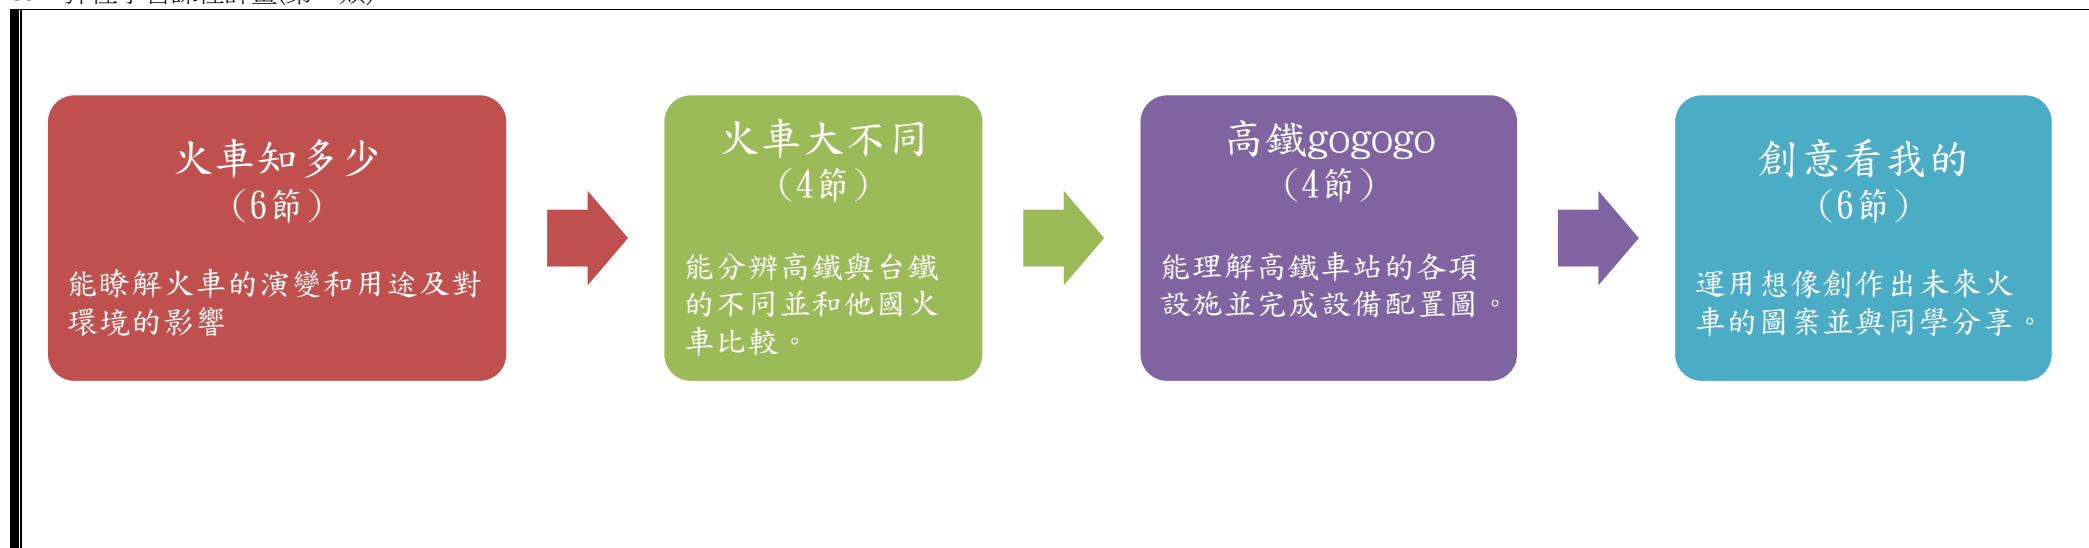 火車知多少
（6節）
能瞭解火車的演變和用途及對
環境的影響
火車大不同
（4節）
能分辨高鐵與台鐵
的不同並和他國火
車比較。
高鐵gogogo
（4節）
能理解高鐵車站的各項
設施並完成設備配置圖。
創意看我的
（6節）
運用想像創作出未來火
車的圖案並與同學分享。